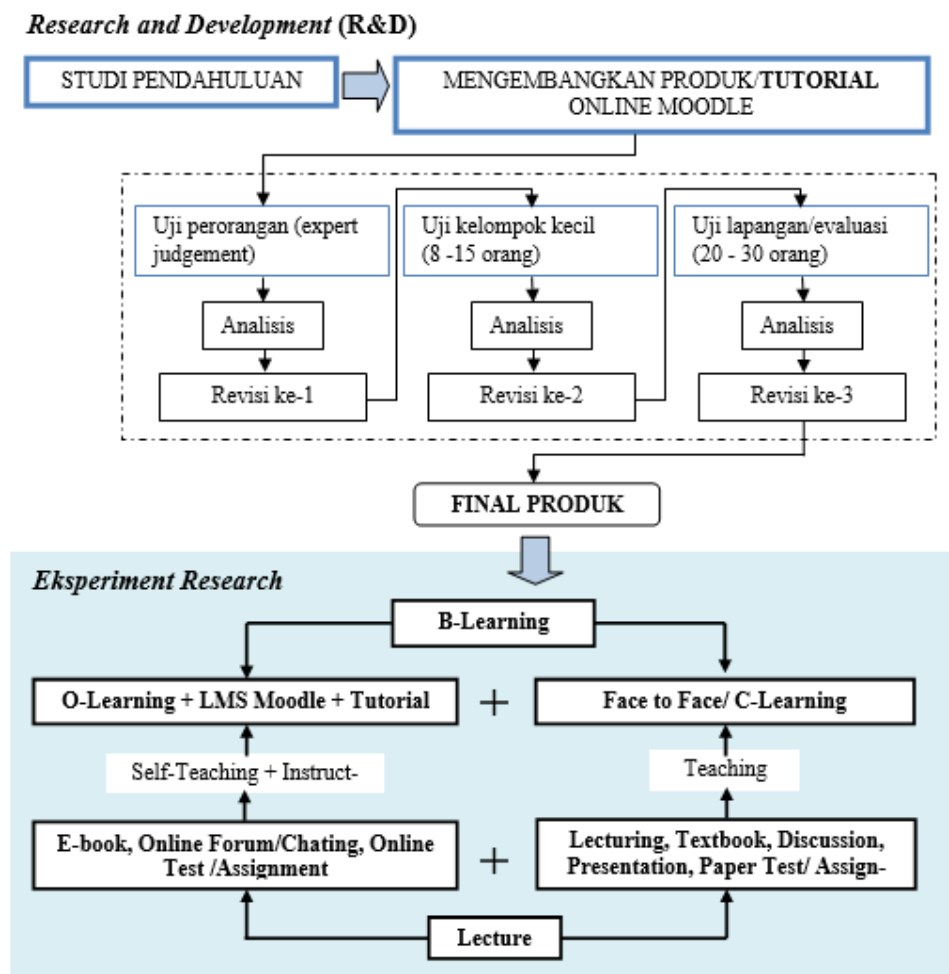 Research and Development (R&D)
STUDI PENDAHULUAN
MENGEMBANGKAN PRODUK/TUTORIAL
ONLINE MOODLE
Uji perorangan (expert
judgement)
Uji kelompok kecil
(8 -15 orang)
Uji lapangan/evaluasi
(20 - 30 orang)
Analisis
Analisis
Analisis
Revisi ke-1
Revisi ke-2
Revisi ke-3
FINAL PRODUK
Eksperiment Research
B-Learning
O-Learning + LMS Moodle + Tutorial
+
Face to Face/ C-Learning
Self-Teaching + Instruct-
Teaching
E-book, Online Forum/Chating, Online
Test /Assignment
+
Lecturing, Textbook, Discussion,
Presentation, Paper Test/ Assign-
Lecture